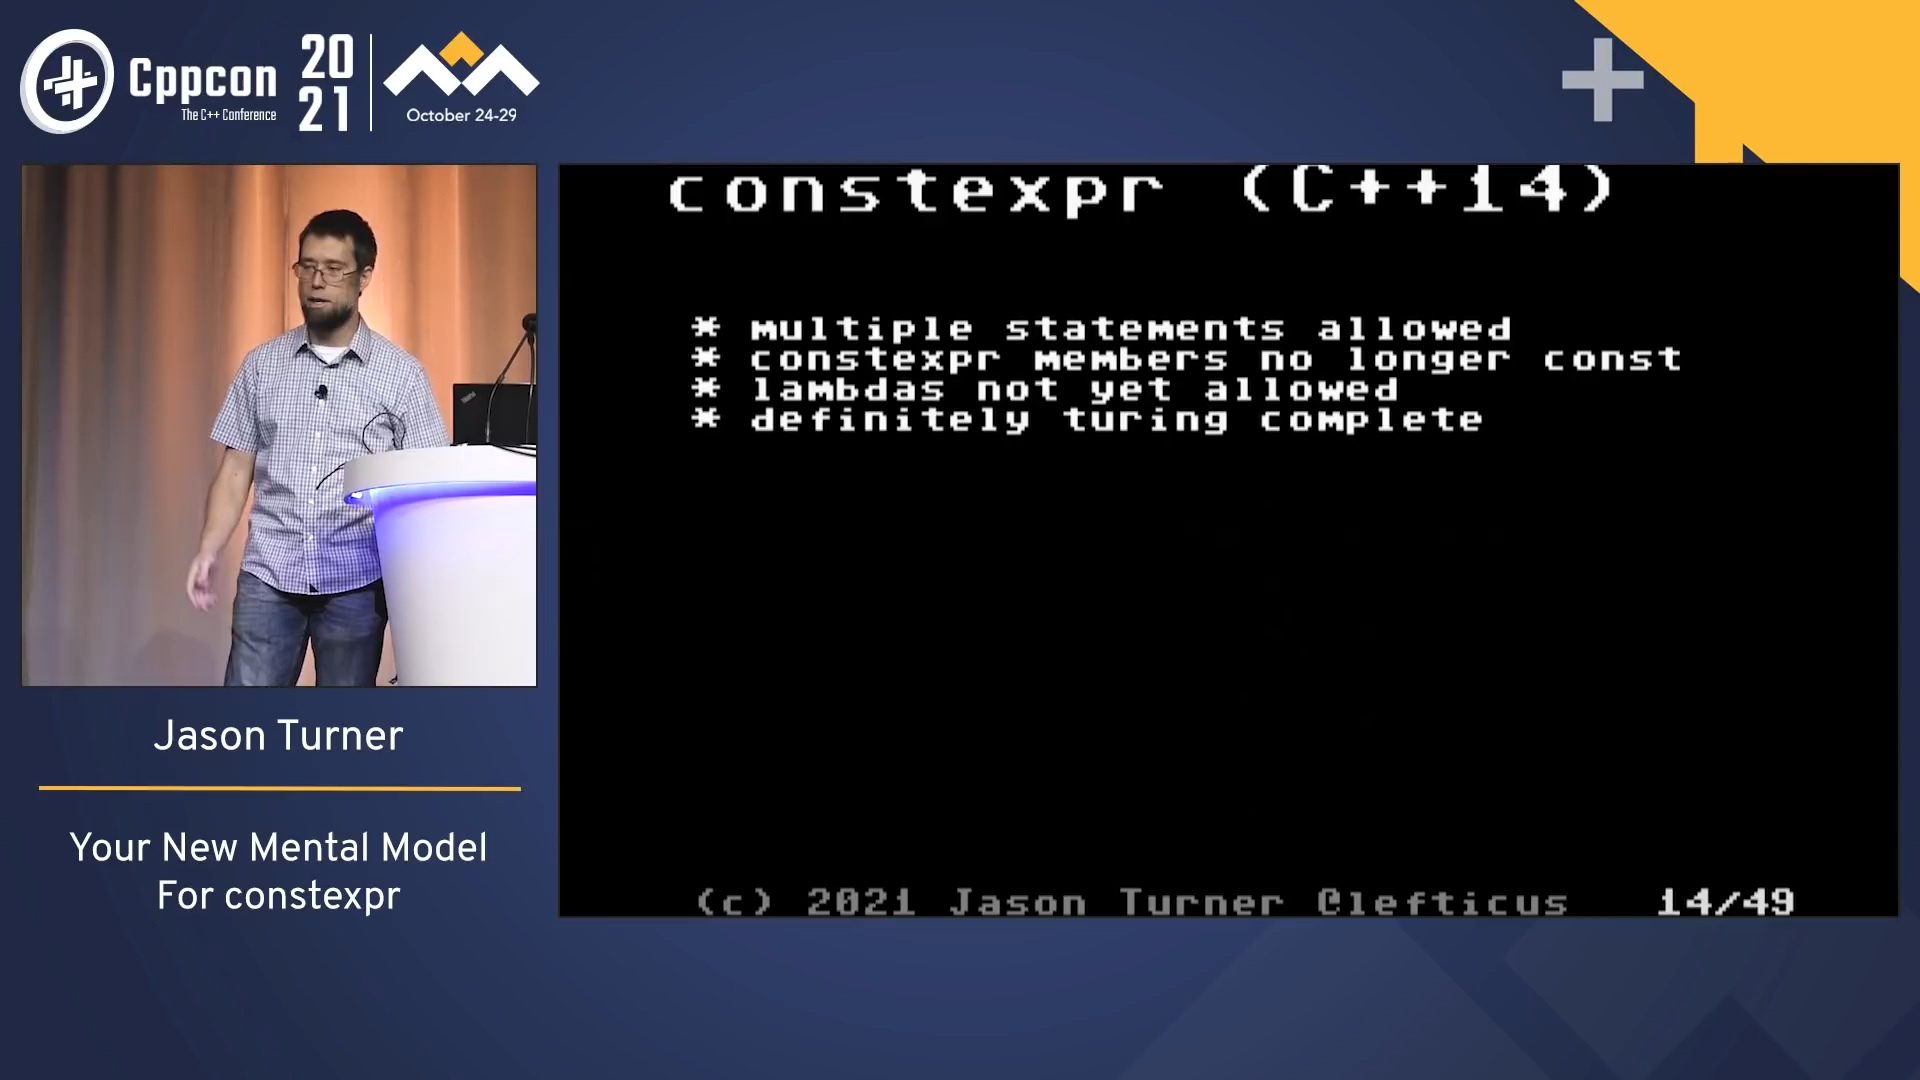 Cppcon
The C++ Conference
20
21
October 24-29
constexpr (C++14)
* multiple statements allowed
* constexpr members no longer const
* lambdas not yet allowed
* definitely turing complete
(c) 2021 Jason Turner @lefticus 14/49
Jason Turner
Your New Mental Model
For constexpr